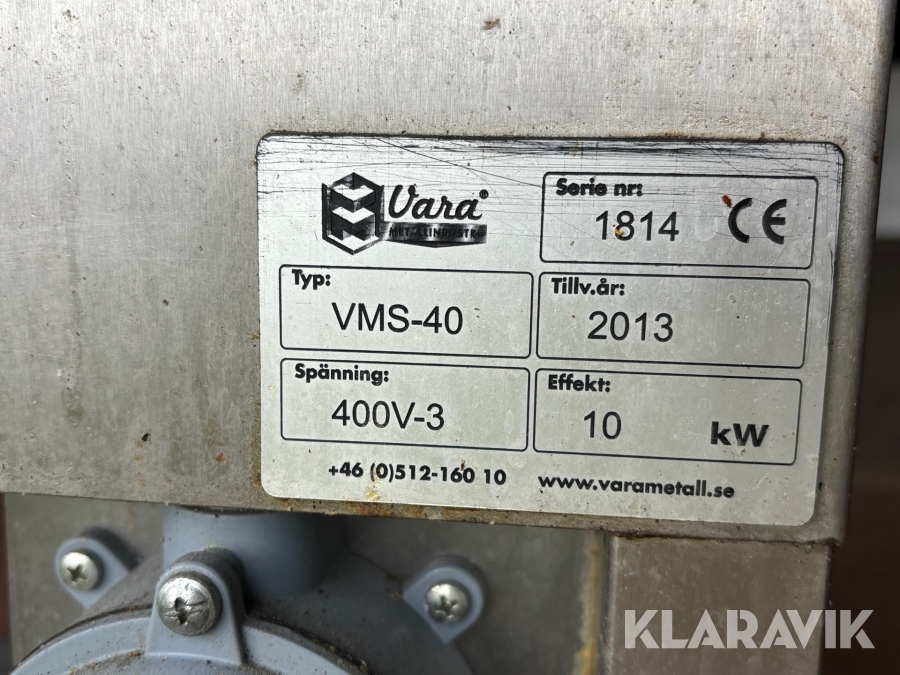 Vara®
METALLINDUSTRI
Serie nr:
1814 CE
Typ:
VMS-40
Tillv.år:
2013
Spänning:
400V-3
Effekt:
10 kW
+46 (0)512-160 10 www.varametall.se
KLARAVIK